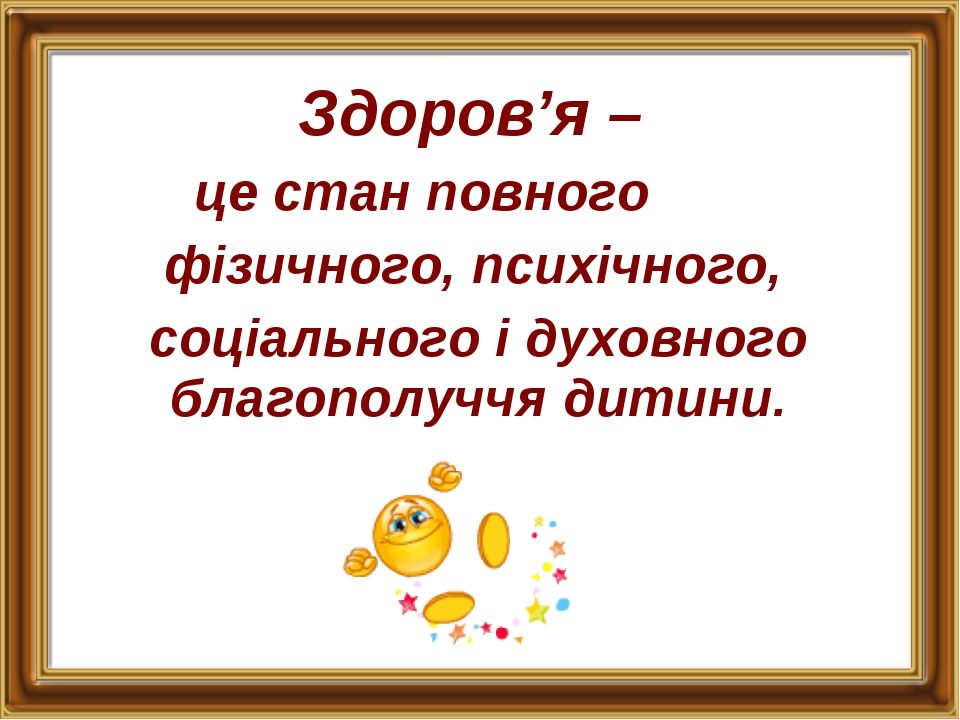 Здоров’я –
це стан повного
фізичного, психічного,
соціального і духовного
благополуччя дитини.